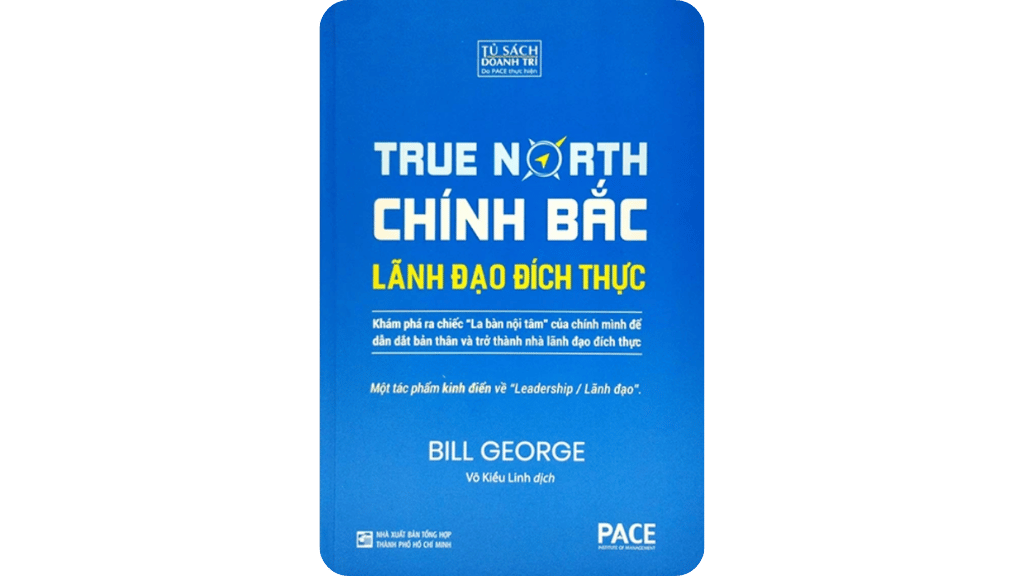 TỦ SÁCH
DOANH TRÍ
Do PACE thực hiện
TRUE NORTH
CHÍNH BẮC
LÃNH ĐẠO ĐÍCH THỰC
Khám phá ra chiếc “La bàn nội tâm” của chính mình để
dẫn dắt bản thân và trở thành nhà lãnh đạo đích thực
Một tác phẩm kinh điển về “Leadership / Lãnh đạo”.
BILL GEORGE
Võ Kiều Linh dịch
NHÀ XUẤT BẢN TỔNG HỢP
THÀNH PHỐ HỒ CHÍ MINH
PACE
INSTITUTE OF MANAGEMENT